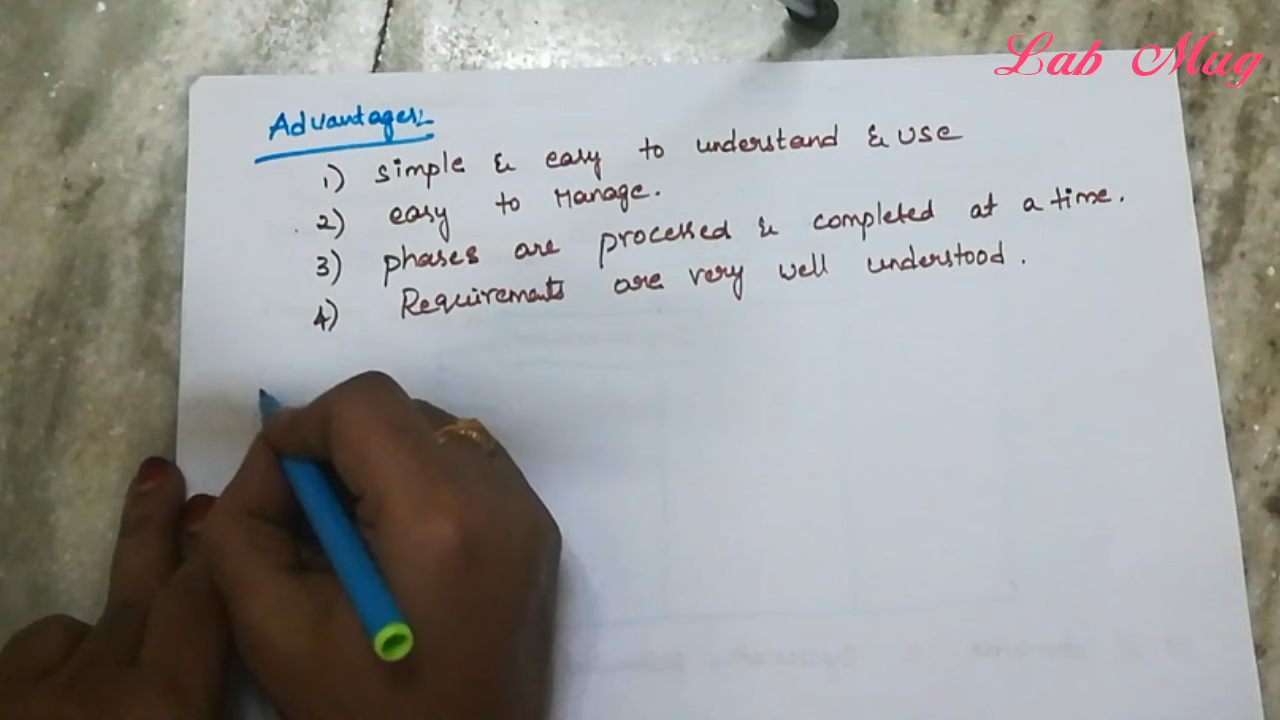 Lab Mug
Advantages:-
1) simple & easy to understand & use
2) easy to Manage.
3) phases are processed & completed at a time.
4) Requirements are very well understood.